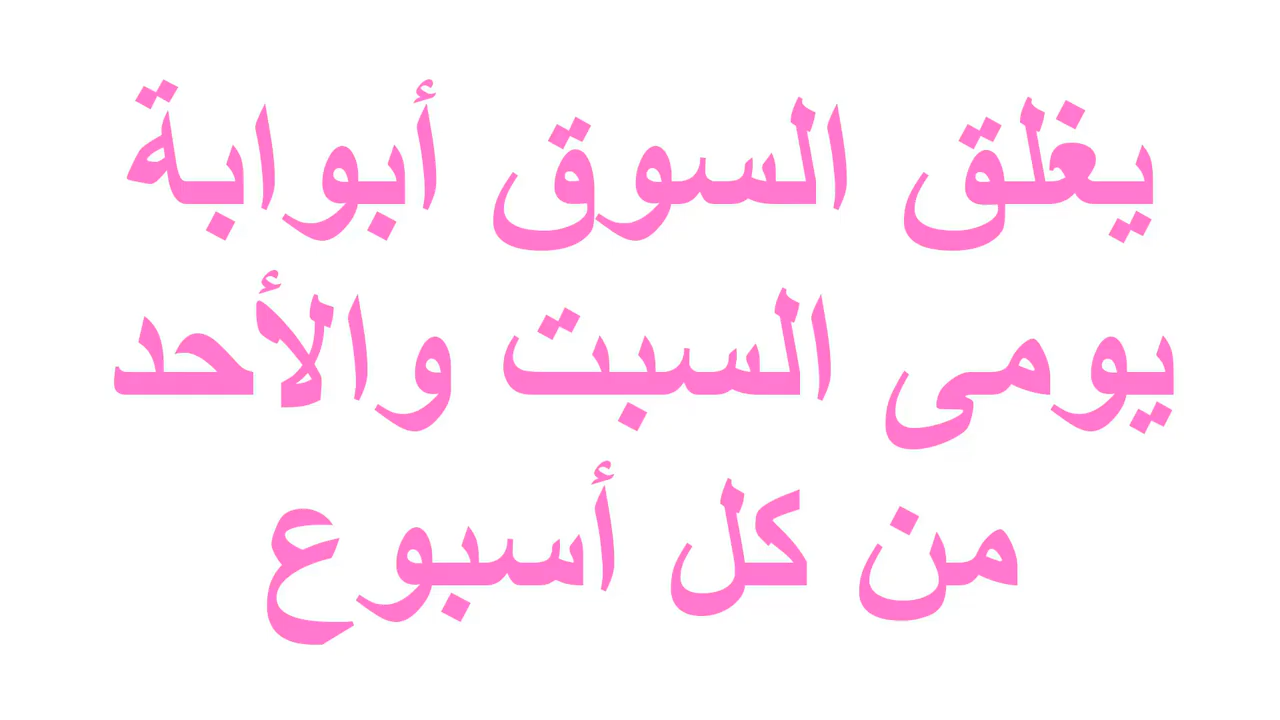 يغلق السوق أبوابة
يومى السبت والأحد
من كل أسبوع